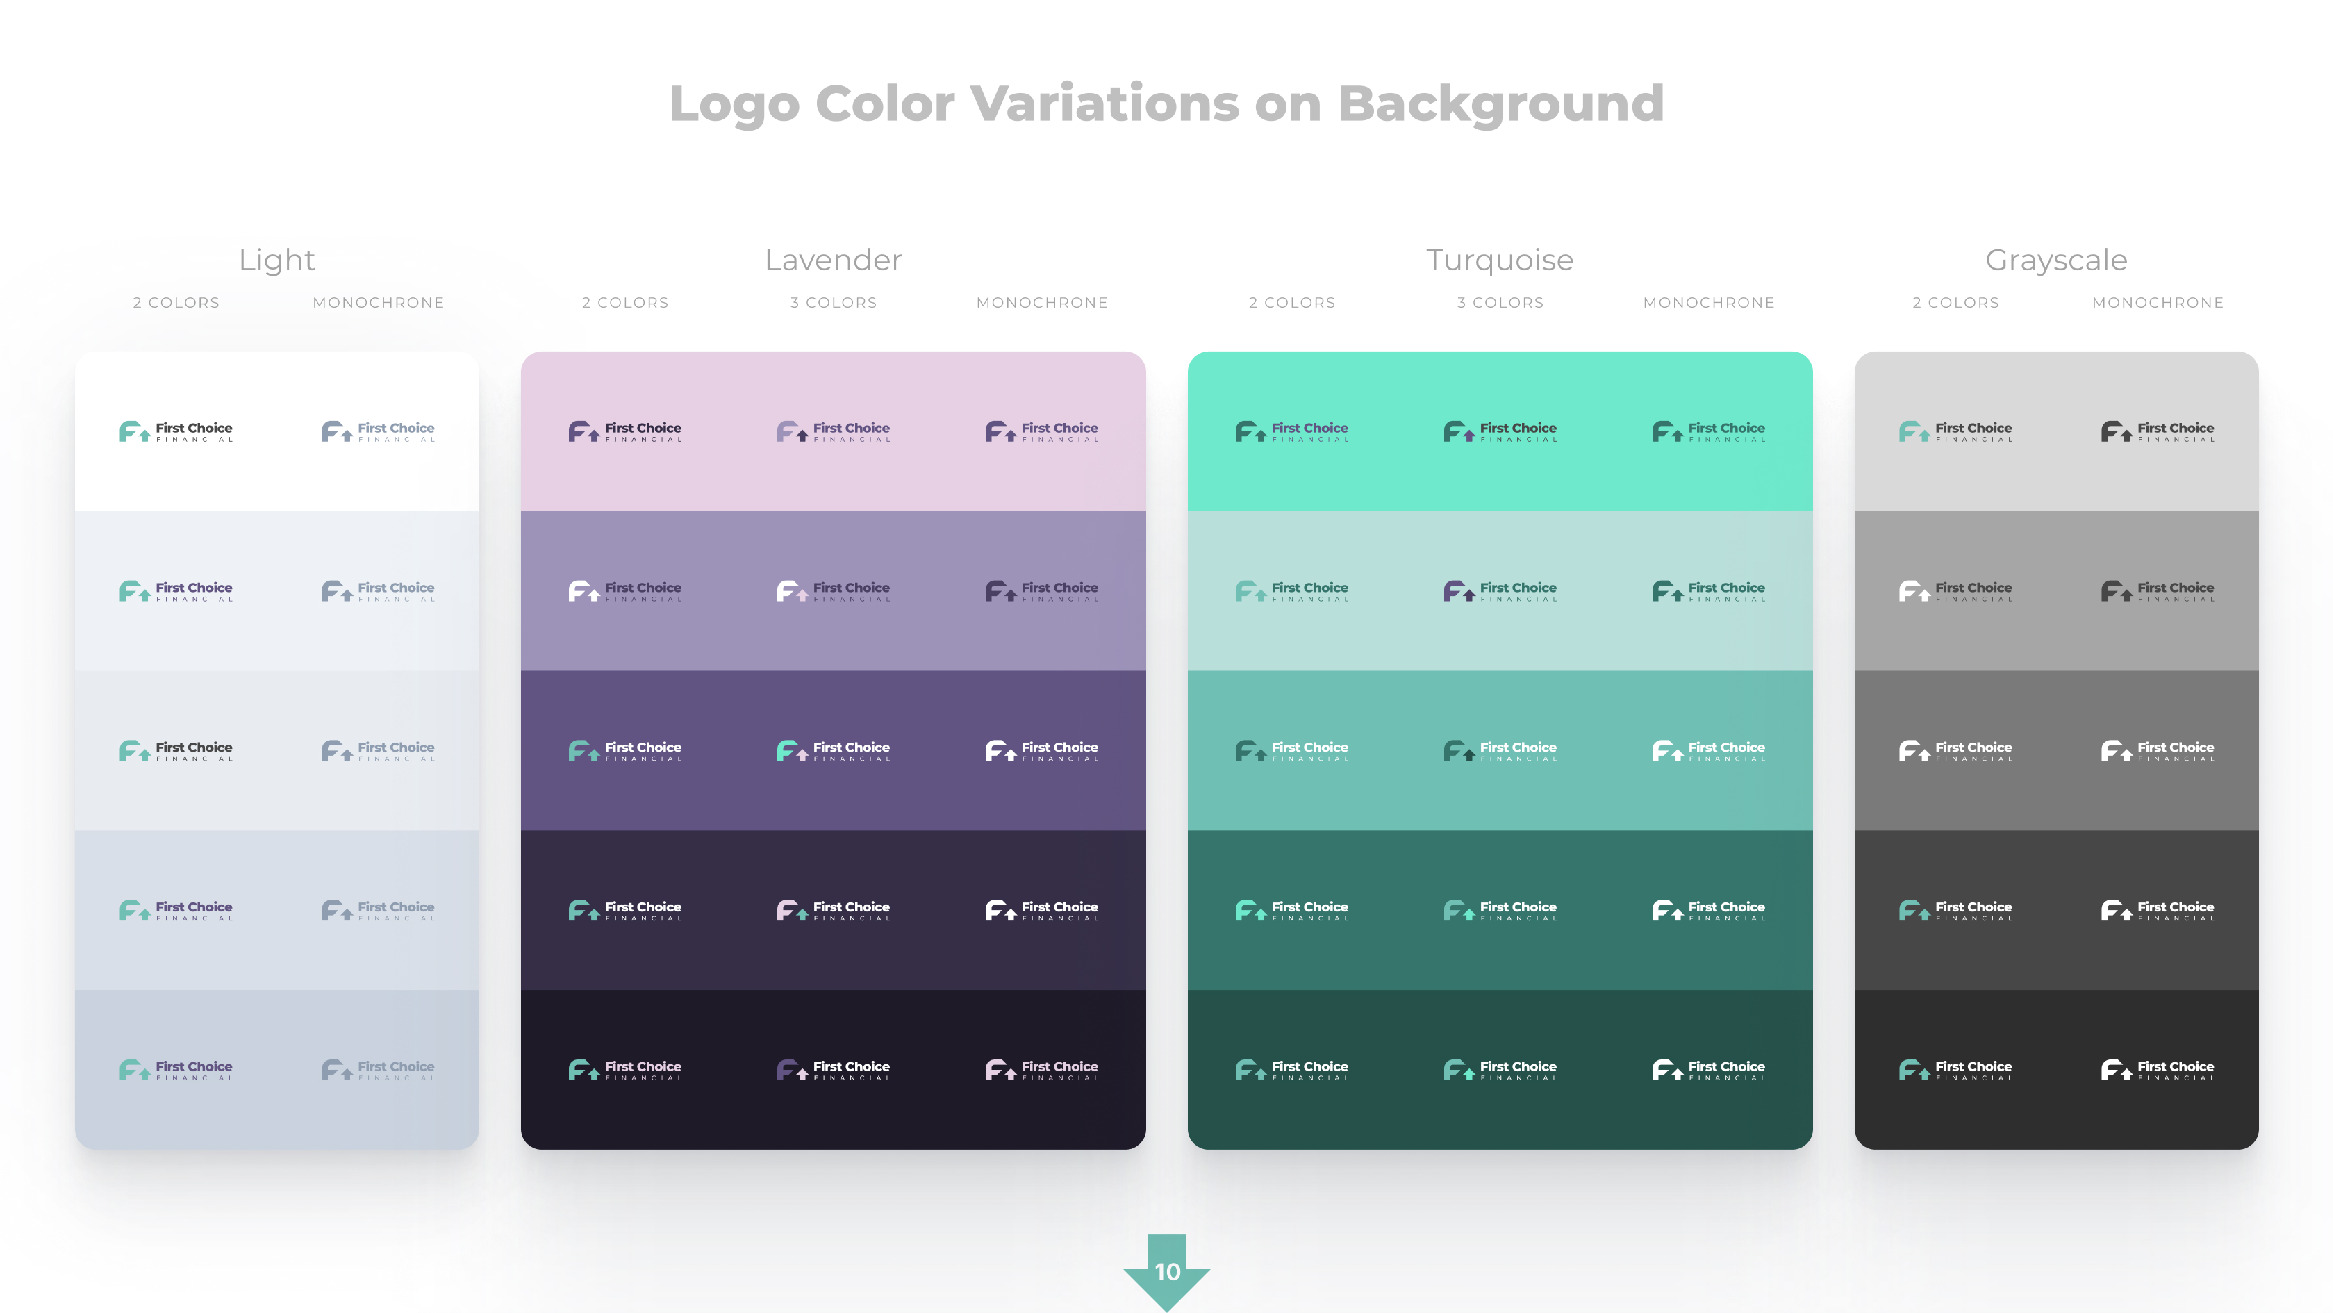 Logo Color Variations on Background
Light Lavender Turquoise Grayscale
2 COLORS MONOCHRONE 2 COLORS 3 COLORS MONOCHRONE 2 COLORS 3 COLORS MONOCHRONE 2 COLORS MONOCHRONE
First Choice First Choice First Choice First Choice First Choice First Choice First Choice First Choice First Choice First Choice
FINANCIAL FINANCIAL FINANCIAL FINANCIAL FINANCIAL FINANCIAL FINANCIAL FINANCIAL FINANCIAL FINANCIAL
First Choice First Choice First Choice First Choice First Choice First Choice First Choice First Choice First Choice First Choice
FINANCIAL FINANCIAL FINANCIAL FINANCIAL FINANCIAL FINANCIAL FINANCIAL FINANCIAL FINANCIAL FINANCIAL
First Choice First Choice First Choice First Choice First Choice First Choice First Choice First Choice First Choice First Choice
FINANCIAL FINANCIAL FINANCIAL FINANCIAL FINANCIAL FINANCIAL FINANCIAL FINANCIAL FINANCIAL FINANCIAL
First Choice First Choice First Choice First Choice First Choice First Choice First Choice First Choice First Choice First Choice
FINANCIAL FINANCIAL FINANCIAL FINANCIAL FINANCIAL FINANCIAL FINANCIAL FINANCIAL FINANCIAL FINANCIAL
First Choice First Choice First Choice First Choice First Choice First Choice First Choice First Choice First Choice First Choice
FINANCIAL FINANCIAL FINANCIAL FINANCIAL FINANCIAL FINANCIAL FINANCIAL FINANCIAL FINANCIAL FINANCIAL
10